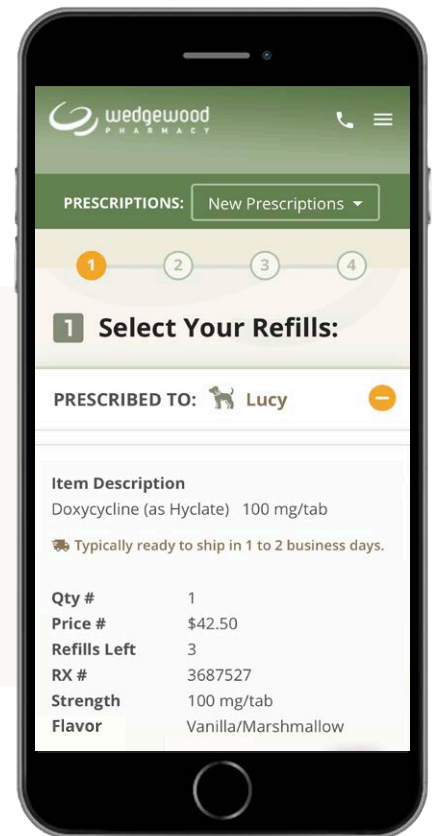 wedgewood
PHARMACY
PRESCRIPTIONS: New Prescriptions
1 2 3 4
1 Select Your Refills:
PRESCRIBED TO: Lucy
Item Description
Doxycycline (as Hyclate) 100 mg/tab
Typically ready to ship in 1 to 2 business days.
Qty # 1
Price # $42.50
Refills Left 3
RX # 3687527
Strength 100 mg/tab
Flavor Vanilla/Marshmallow